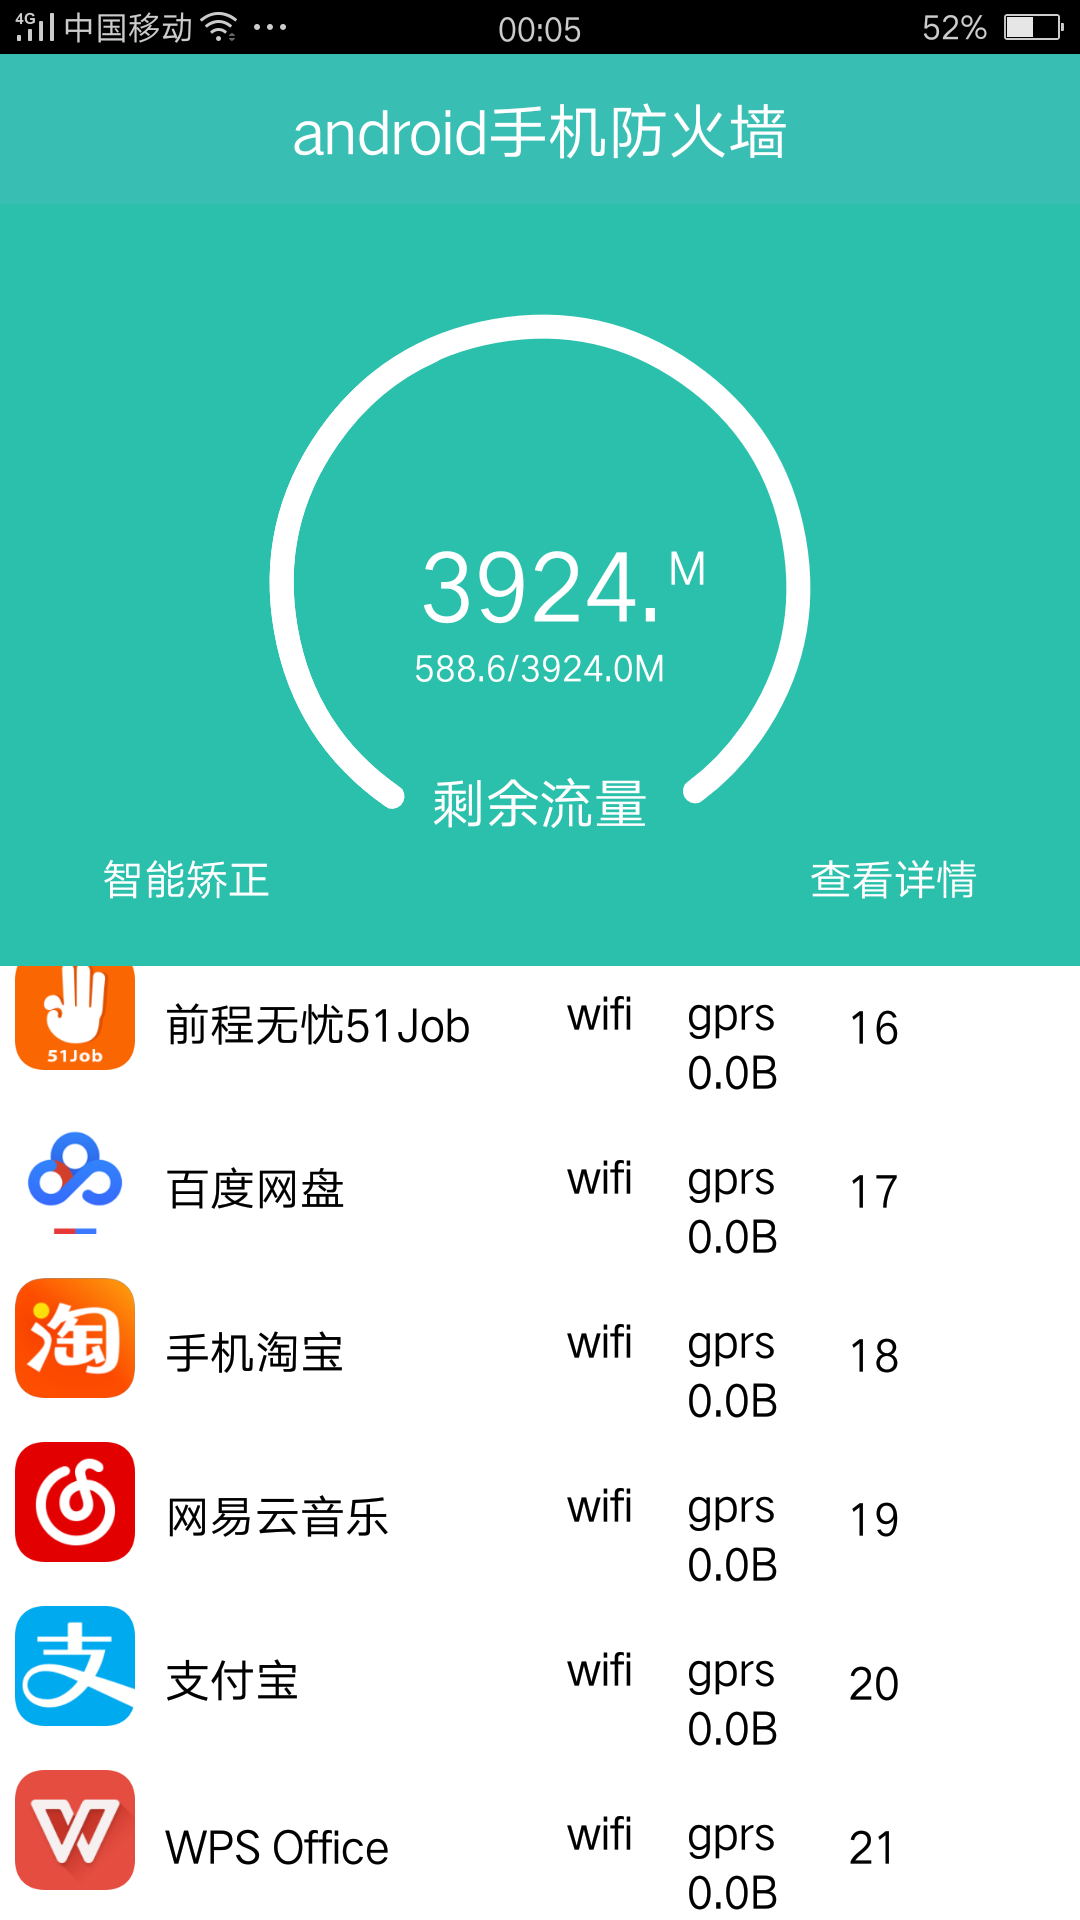 4G 中国移动 ··· 00:05 52%
android手机防火墙
3924. M
588.6/3924.0M
剩余流量
智能矫正 查看详情
51Job
前程无忧51Job wifi gprs 16
0.0B
百度网盘 wifi gprs 17
0.0B
淘
手机淘宝 wifi gprs 18
0.0B
网易云音乐 wifi gprs 19
0.0B
支
支付宝 wifi gprs 20
0.0B
W
WPS Office wifi gprs 21
0.0B